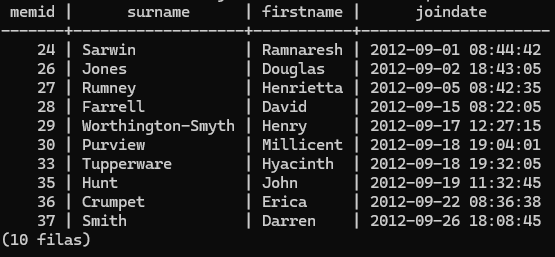 memid | surname | firstname | joindate
-------+------------------+-----------+---------------------
24 | Sarwin | Ramnaresh | 2012-09-01 08:44:42
26 | Jones | Douglas | 2012-09-02 18:43:05
27 | Rumney | Henrietta | 2012-09-05 08:42:35
28 | Farrell | David | 2012-09-15 08:22:05
29 | Worthington-Smyth | Henry | 2012-09-17 12:27:15
30 | Purview | Millicent | 2012-09-18 19:04:01
33 | Tupperware | Hyacinth | 2012-09-18 19:32:05
35 | Hunt | John | 2012-09-19 11:32:45
36 | Crumpet | Erica | 2012-09-22 08:36:38
37 | Smith | Darren | 2012-09-26 18:08:45
(10 filas)